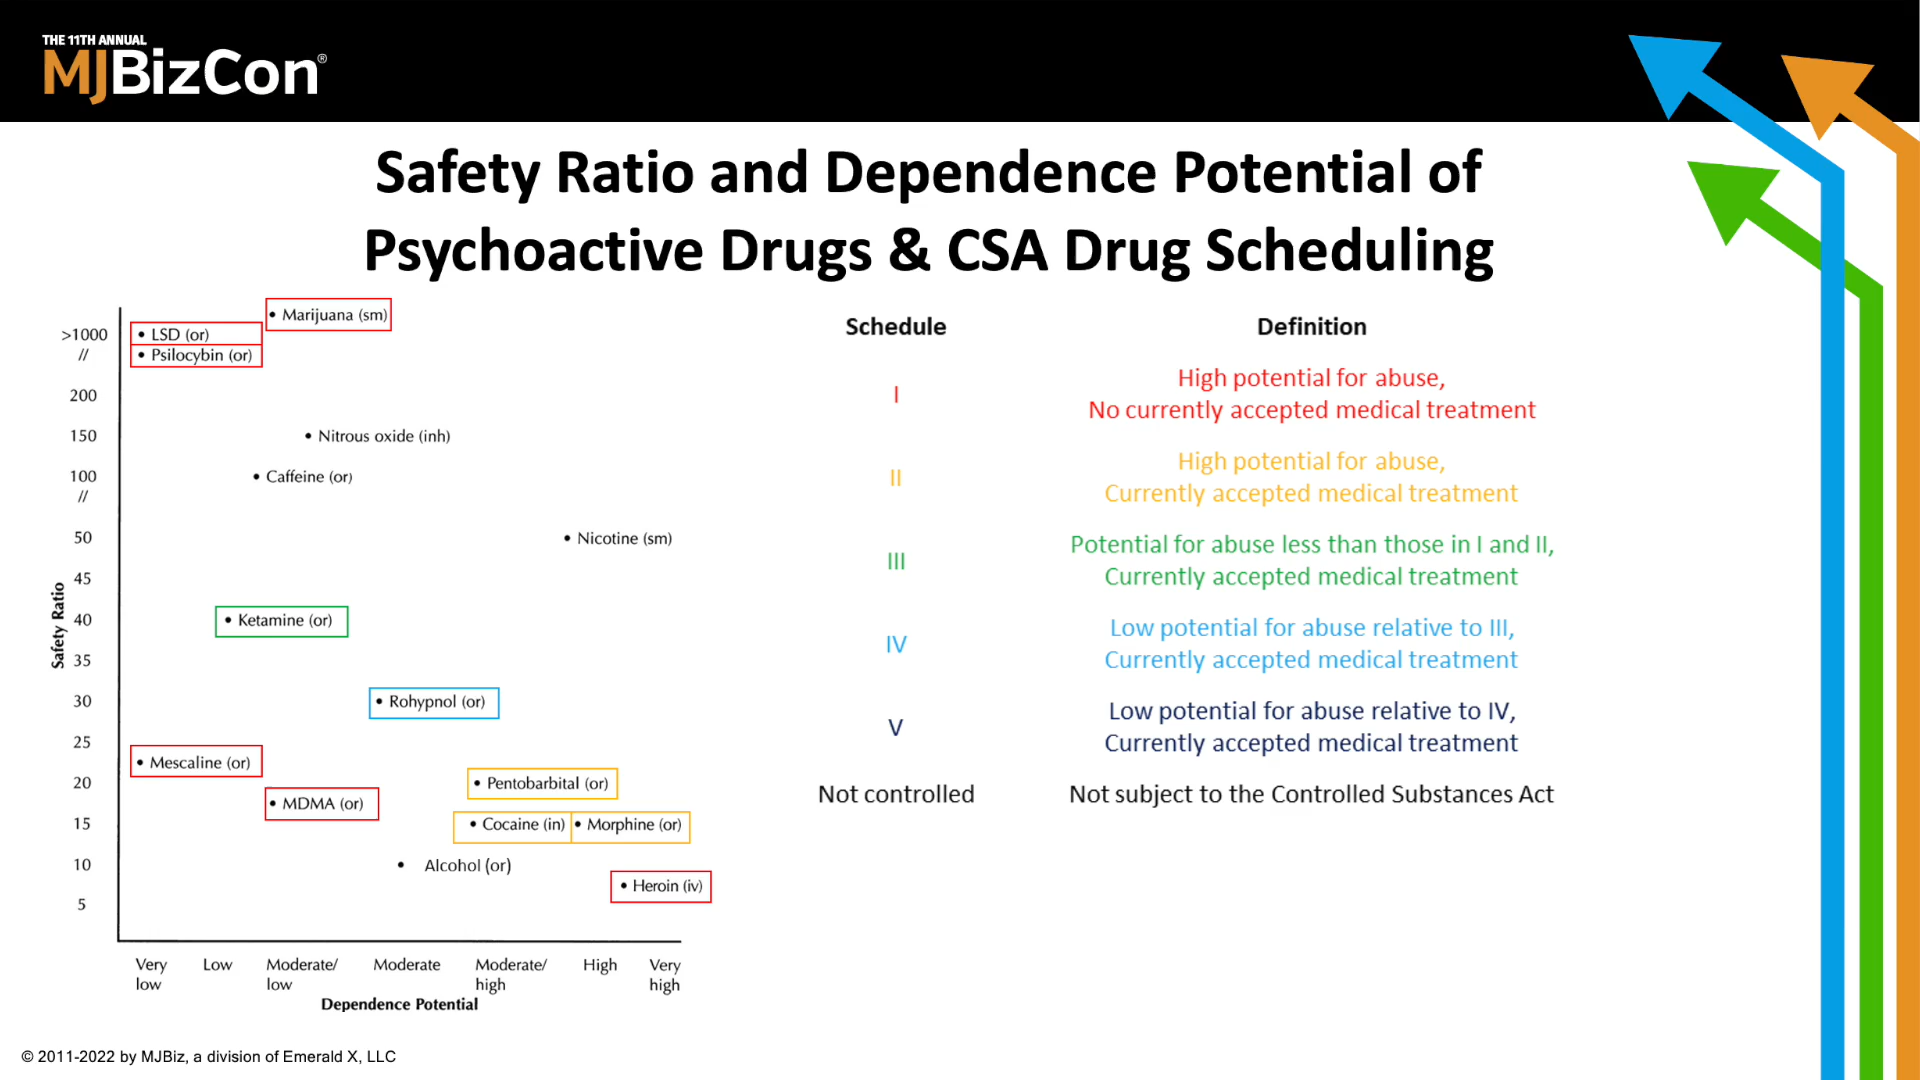 THE 11TH ANNUAL
MJBizCon®
Safety Ratio and Dependence Potential of
Psychoactive Drugs & CSA Drug Scheduling
• Marijuana (sm)
>1000
• LSD (or)
//
• Psilocybin (or)
200
150
• Nitrous oxide (inh)
100
• Caffeine (or)
//
50
• Nicotine (sm)
45
Safety Ratio
40
• Ketamine (or)
35
30
• Rohypnol (or)
25
• Mescaline (or)
20
• Pentobarbital (or)
• MDMA (or)
15
• Cocaine (in)
• Morphine (or)
10
• Alcohol (or)
• Heroin (iv)
5
Very
low
Low
Moderate/
low
Moderate
Moderate/
high
High
Very
high
Dependence Potential
Schedule
Definition
I
High potential for abuse,
No currently accepted medical treatment
II
High potential for abuse,
Currently accepted medical treatment
III
Potential for abuse less than those in I and II,
Currently accepted medical treatment
IV
Low potential for abuse relative to III,
Currently accepted medical treatment
V
Low potential for abuse relative to IV,
Currently accepted medical treatment
Not controlled
Not subject to the Controlled Substances Act
© 2011-2022 by MJBiz, a division of Emerald X, LLC